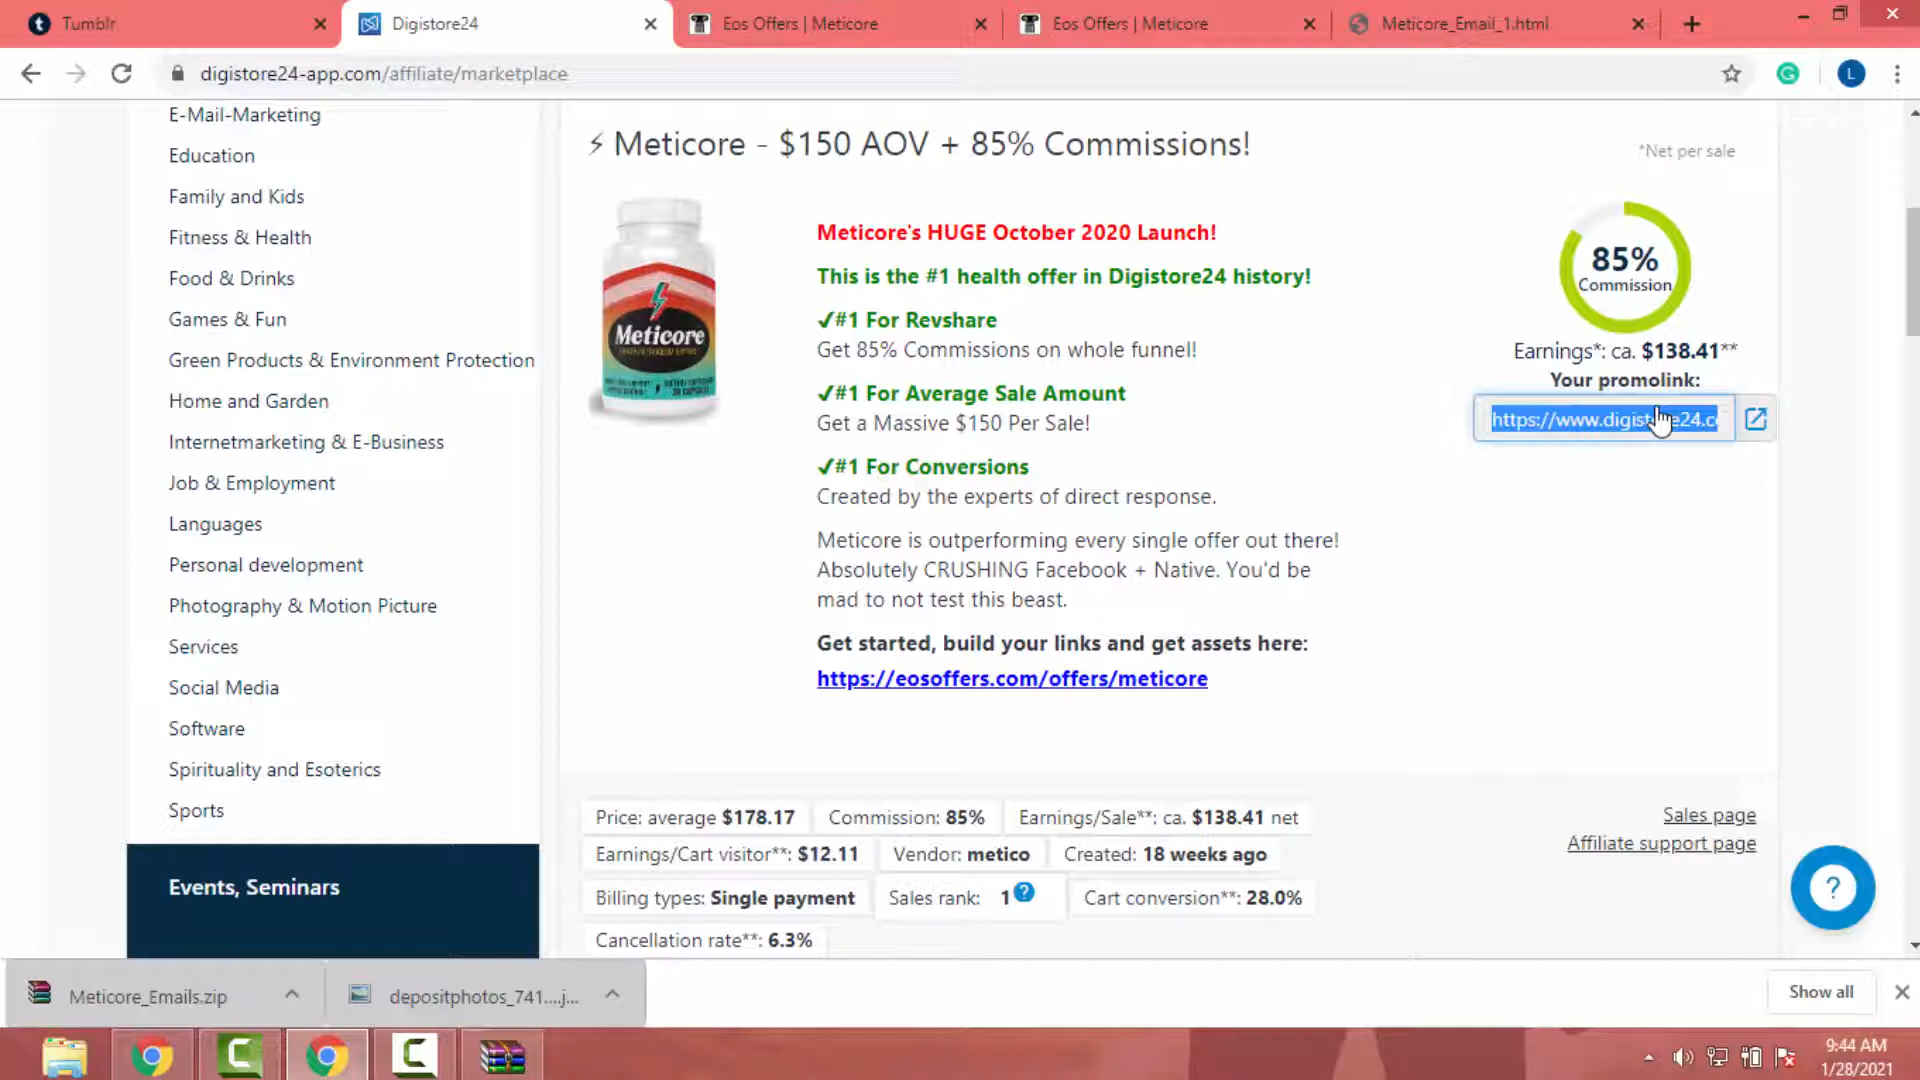 Tumblr
Digistore24
Eos Offers | Meticore
Eos Offers | Meticore
Meticore_Email_1.html
digistore24-app.com/affiliate/marketplace
L
E-Mail-Marketing
Education
Family and Kids
Fitness & Health
Food & Drinks
Games & Fun
Green Products & Environment Protection
Home and Garden
Internetmarketing & E-Business
Job & Employment
Languages
Personal development
Photography & Motion Picture
Services
Social Media
Software
Spirituality and Esoterics
Sports
Events, Seminars
⚡ Meticore - $150 AOV + 85% Commissions!
*Net per sale
Meticore
Meticore's HUGE October 2020 Launch!
This is the #1 health offer in Digistore24 history!
✓#1 For Revshare
Get 85% Commissions on whole funnel!
✓#1 For Average Sale Amount
Get a Massive $150 Per Sale!
✓#1 For Conversions
Created by the experts of direct response.
Meticore is outperforming every single offer out there!
Absolutely CRUSHING Facebook + Native. You'd be
mad to not test this beast.
Get started, build your links and get assets here:
https://eosoffers.com/offers/meticore
85%
Commission
Earnings*: ca. $138.41**
Your promolink:
https://www.digistore24.c
Price: average $178.17
Commission: 85%
Earnings/Sale**: ca. $138.41 net
Earnings/Cart visitor**: $12.11
Vendor: metico
Created: 18 weeks ago
Billing types: Single payment
Sales rank: 1
Cart conversion**: 28.0%
Cancellation rate**: 6.3%
Sales page
Affiliate support page
Meticore_Emails.zip
depositphotos_741....j...
Show all
9:44 AM
1/28/2021